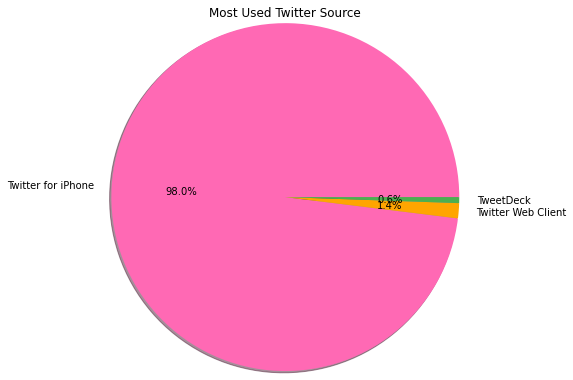 Most Used Twitter Source
Twitter for iPhone
98.0%
0.6%
TweetDeck
1.4%
Twitter Web Client